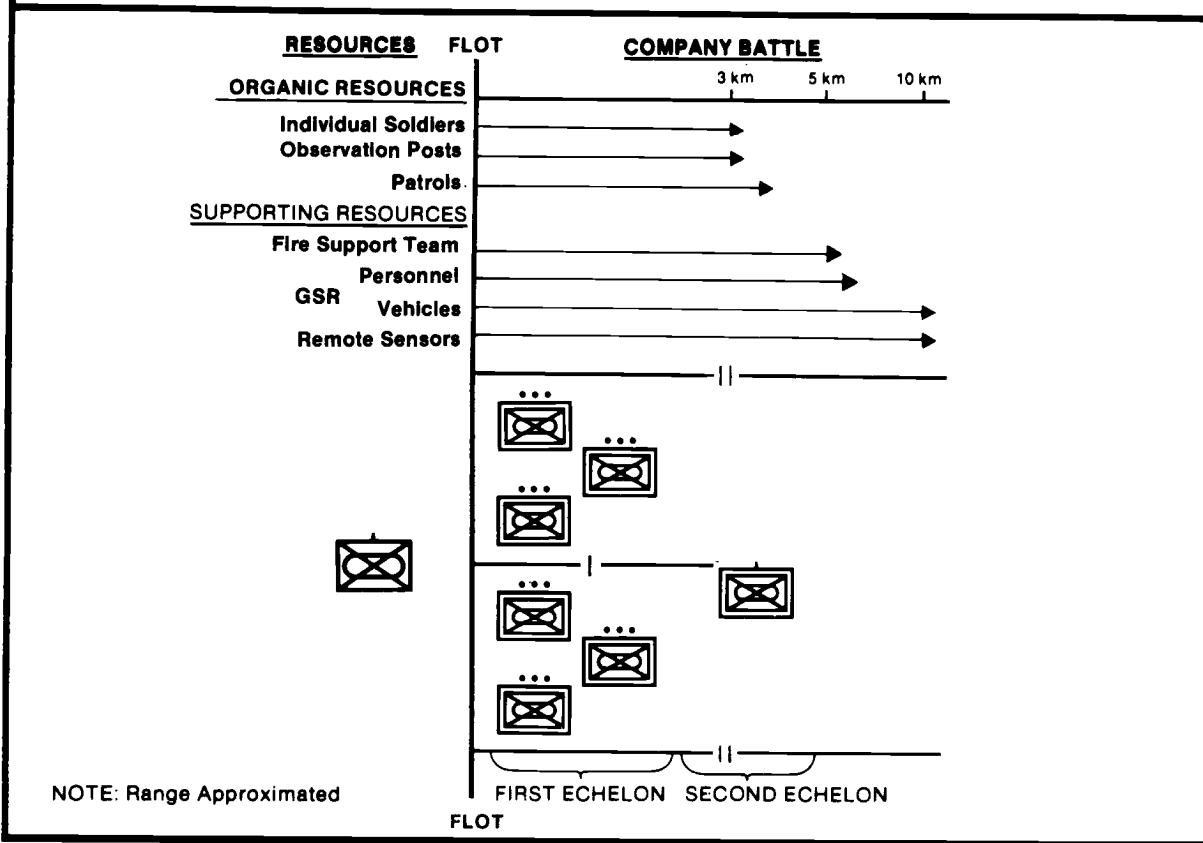 RESOURCES FLOT COMPANY BATTLE
3 km 5 km 10 km
ORGANIC RESOURCES
Individual Soldiers
Observation Posts
Patrols
SUPPORTING RESOURCES
Fire Support Team
Personnel
GSR
Vehicles
Remote Sensors
NOTE: Range Approximated
FIRST ECHELON SECOND ECHELON
FLOT